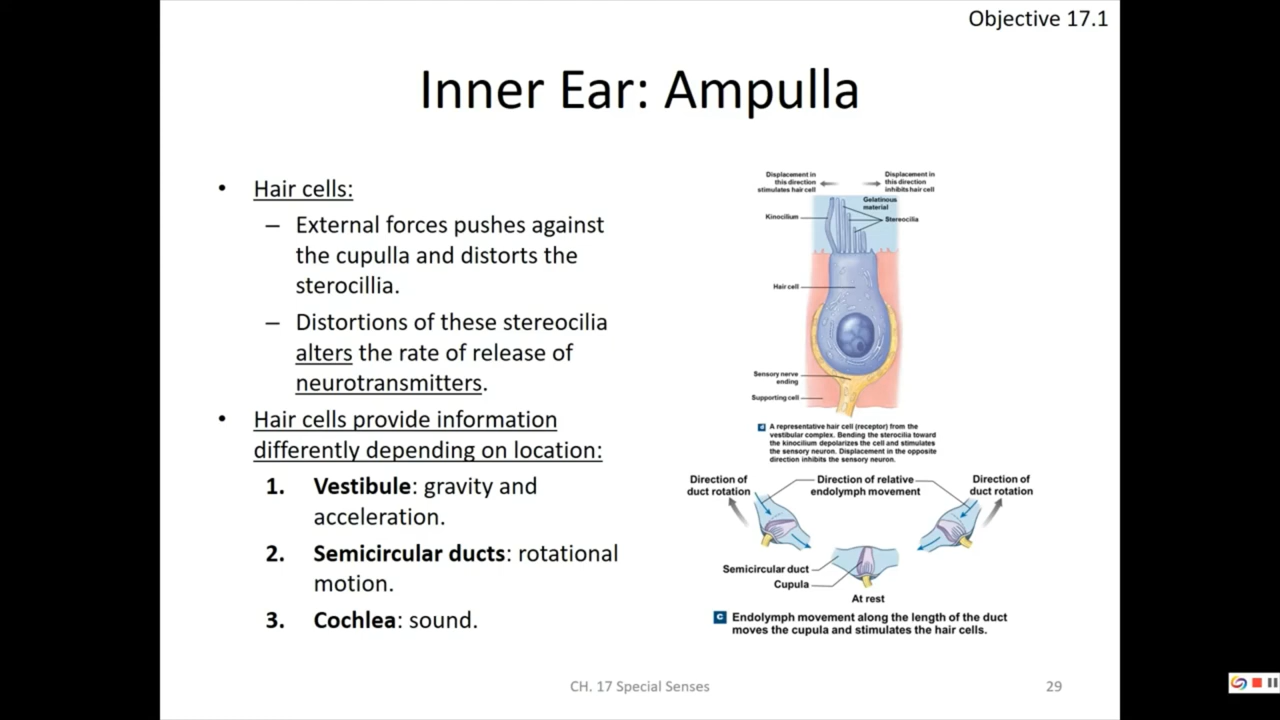 Objective 17.1
Inner Ear: Ampulla
• Hair cells:
– External forces pushes against
the cupulla and distorts the
sterocillia.
– Distortions of these stereocilia
alters the rate of release of
neurotransmitters.
• Hair cells provide information
differently depending on location:
1. Vestibule: gravity and
acceleration.
2. Semicircular ducts: rotational
motion.
3. Cochlea: sound.
Displacement in
this direction
stimulates hair cell
Displacement in
this direction
inhibits hair cell
Gelatinous
material
Kinocilium
Stereocilia
Hair cell
Sensory nerve
ending
Supporting cell
d A representative hair cell (receptor) from the
vestibular complex. Bending the sterocilia toward
the kinocilium depolarizes the cell and stimulates
the sensory neuron. Displacement in the opposite
direction inhibits the sensory neuron.
Direction of
duct rotation
Direction of relative
endolymph movement
Direction of
duct rotation
Semicircular duct
Cupula
At rest
c Endolymph movement along the length of the duct
moves the cupula and stimulates the hair cells.
CH. 17 Special Senses
29